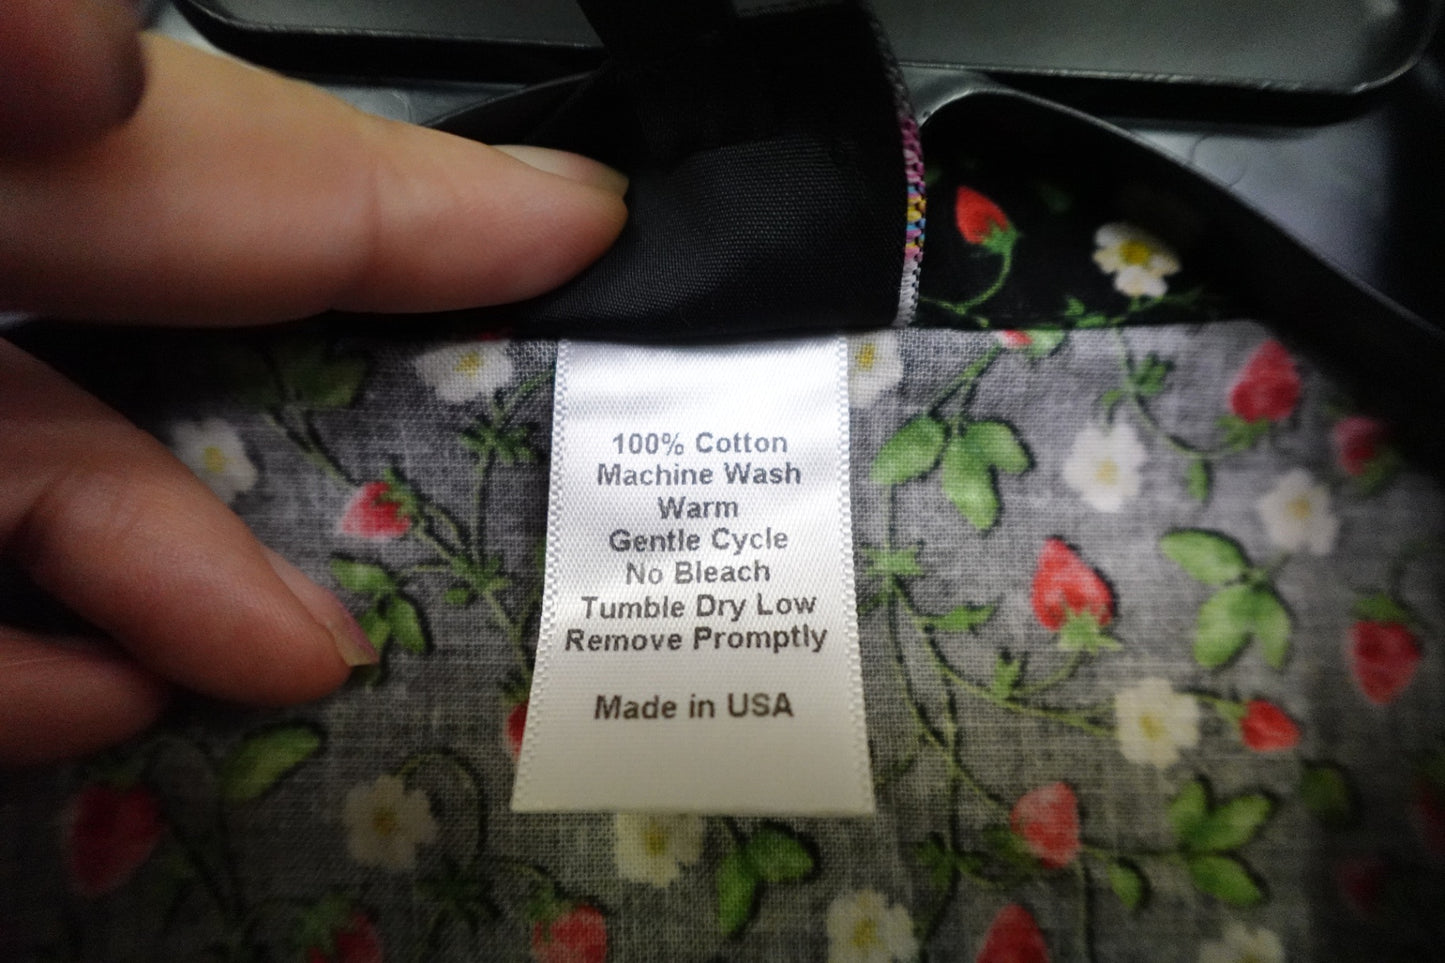 100% Cotton
Machine Wash
Warm
Gentle Cycle
No Bleach
Tumble Dry Low
Remove Promptly
Made in USA